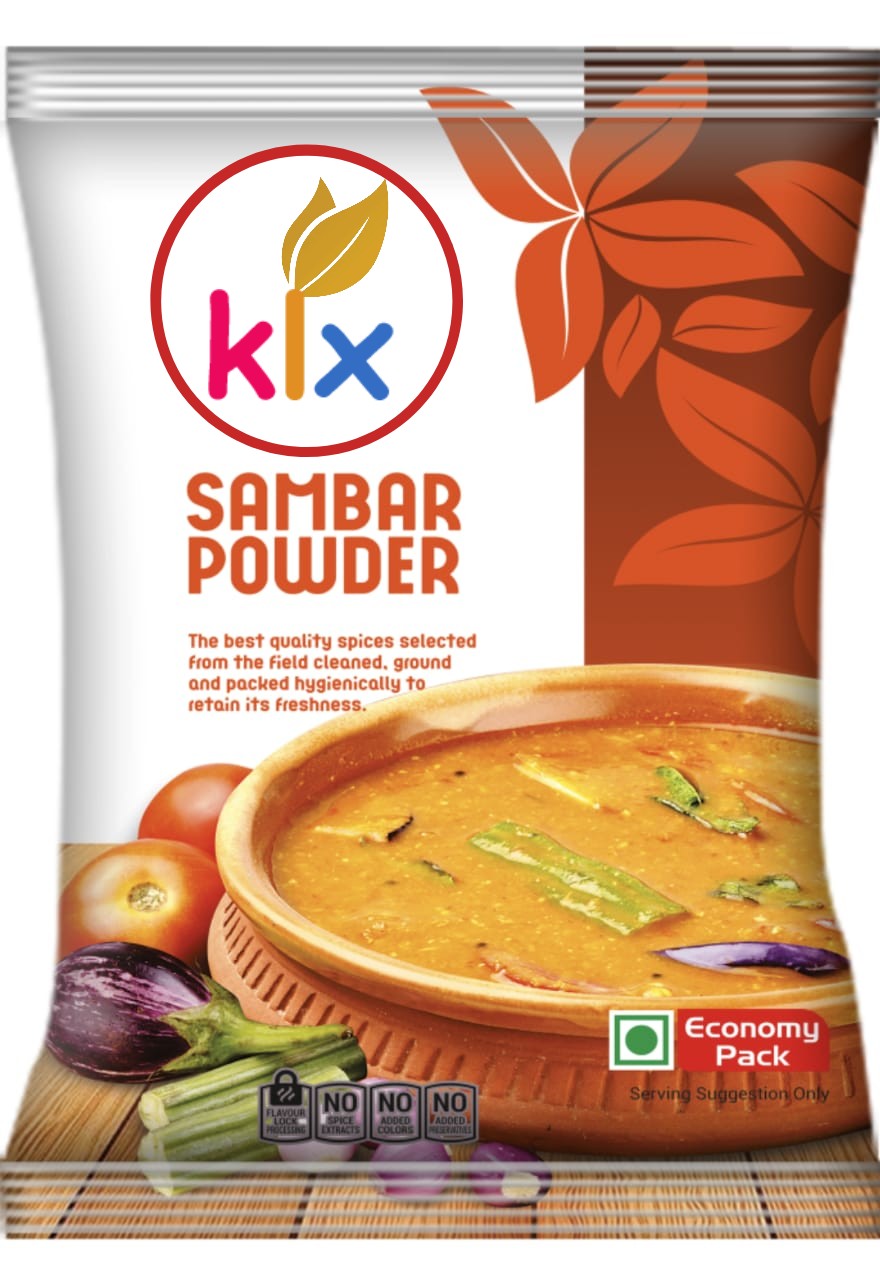 kix
SAMBAR
POWDER
The best quality spices selected
from the field cleaned, ground
and packed hygienically to
retain its freshness.
Economy
Pack
Serving Suggestion Only
FLAVOUR
LOCK
PROCESSING
NO
SPICE
EXTRACTS
NO
ADDED
COLORS
NO
ADDED
PRESERVATIVES